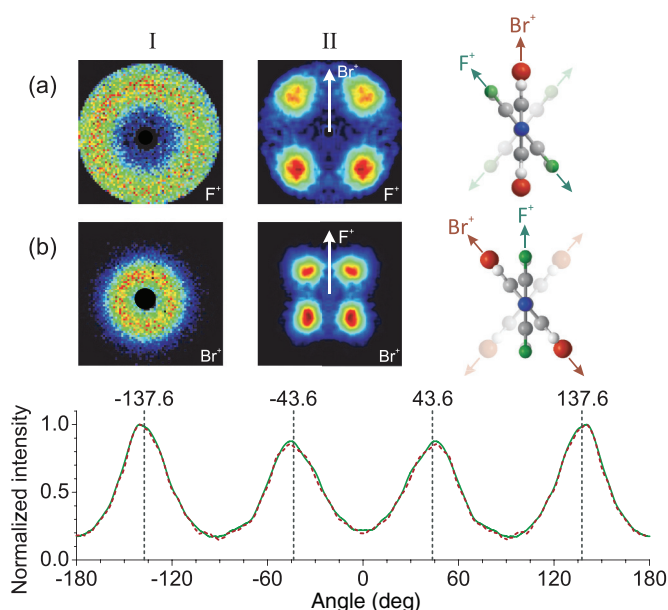 I II
(a)
F⁺
Br⁺
F⁺
Br⁺
F⁺
(b)
Br⁺
F⁺
Br⁺
Br⁺
F⁺
-137.6 -43.6 43.6 137.6
Normalized intensity
1.0
0.5
0.0
-180 -120 -60 0 60 120 180
Angle (deg)